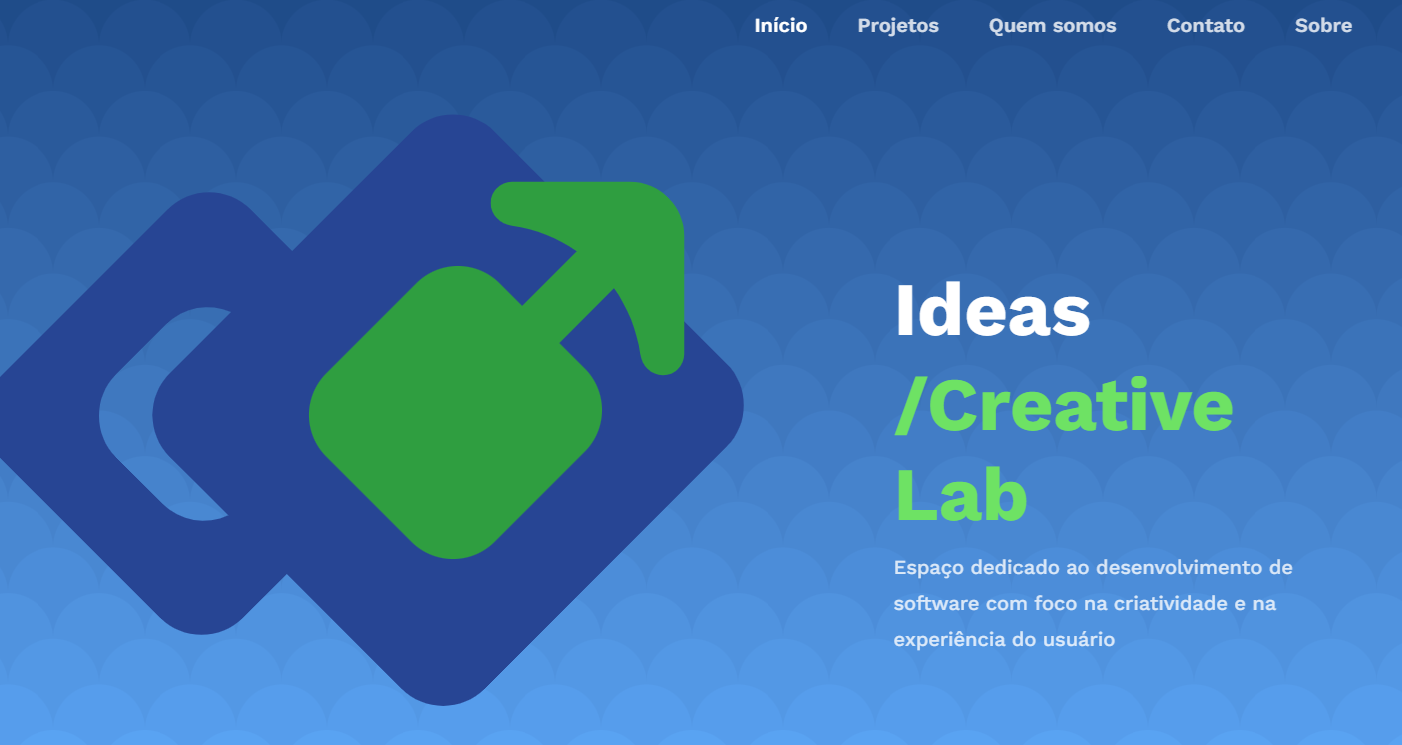 Início Projetos Quem somos Contato Sobre
Ideas
/Creative
Lab
Espaço dedicado ao desenvolvimento de
software com foco na criatividade e na
experiência do usuário